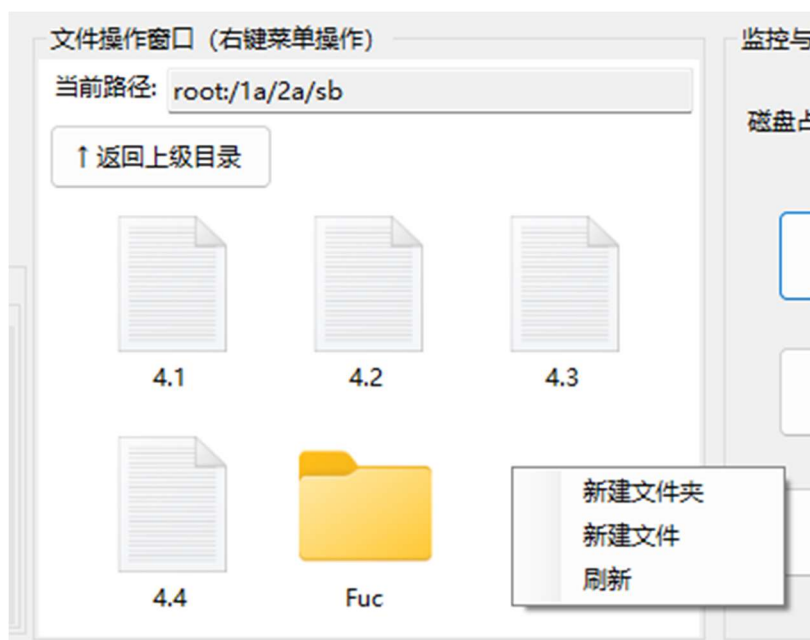 文件操作窗口（右键菜单操作）
监控与
当前路径:
root:/1a/2a/sb
磁盘占
↑返回上级目录
4.1
4.2
4.3
4.4
Fuc
新建文件夹
新建文件
刷新